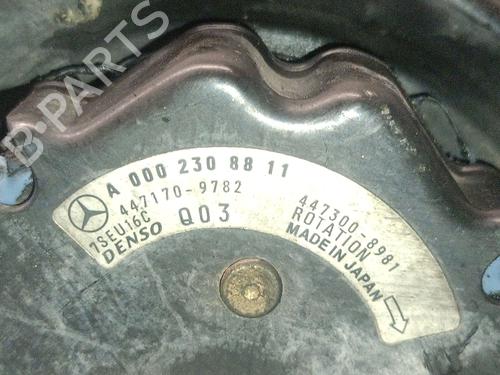 B-PARTS
A 000 230 88 11
447170-9782
7SEU16C
DENSO
Q03
447300-8981
ROTATION
MADE IN JAPAN